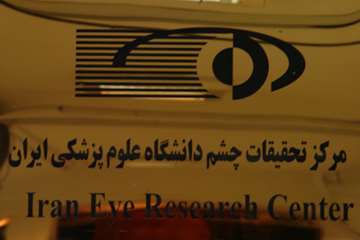 مرکز تحقیقات چشم دانشگاه علوم پزشکی ایران
Iran Eye Research Center